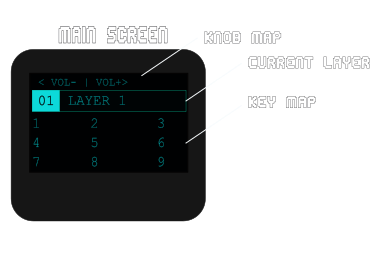 MAIN SCREEN
KNOB MAP
CURRENT LAYER
KEY MAP
< VOL- | VOL+>
01 LAYER 1
1 2 3
4 5 6
7 8 9